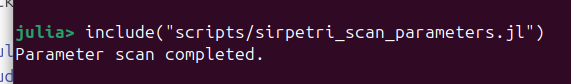 julia> include("scripts/sirpetri_scan_parameters.jl")
Parameter scan completed.